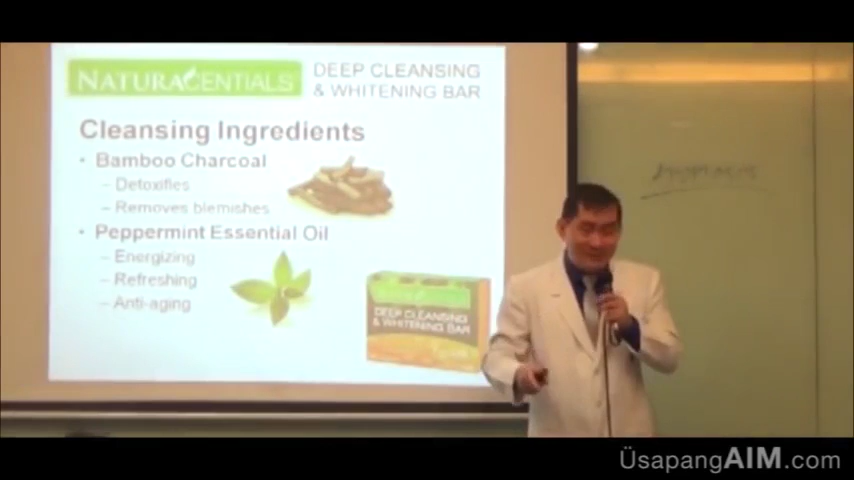 NATURACENTIALS
DEEP CLEANSING
& WHITENING BAR
Cleansing Ingredients
• Bamboo Charcoal
– Detoxifies
– Removes blemishes
• Peppermint Essential Oil
– Energizing
– Refreshing
– Anti-aging
DEEP CLEANSING
& WHITENING BAR
ÜsapangAIM.com